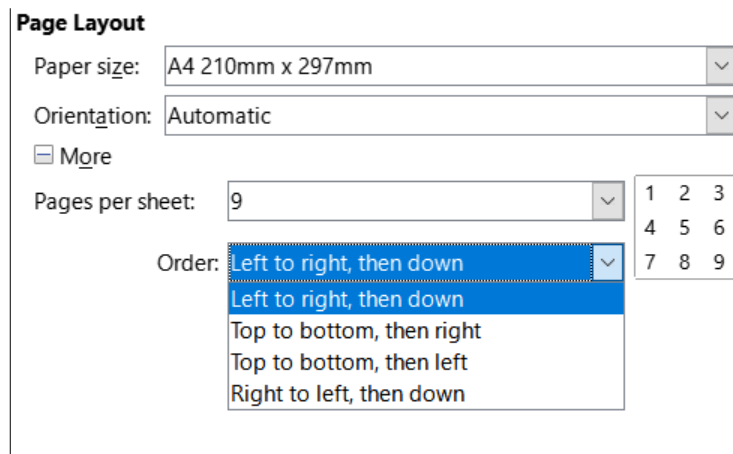 Page Layout
Paper size: A4 210mm x 297mm
Orientation: Automatic
More
Pages per sheet: 9
1 2 3
4 5 6
7 8 9
Order: Left to right, then down
Left to right, then down
Top to bottom, then right
Top to bottom, then left
Right to left, then down